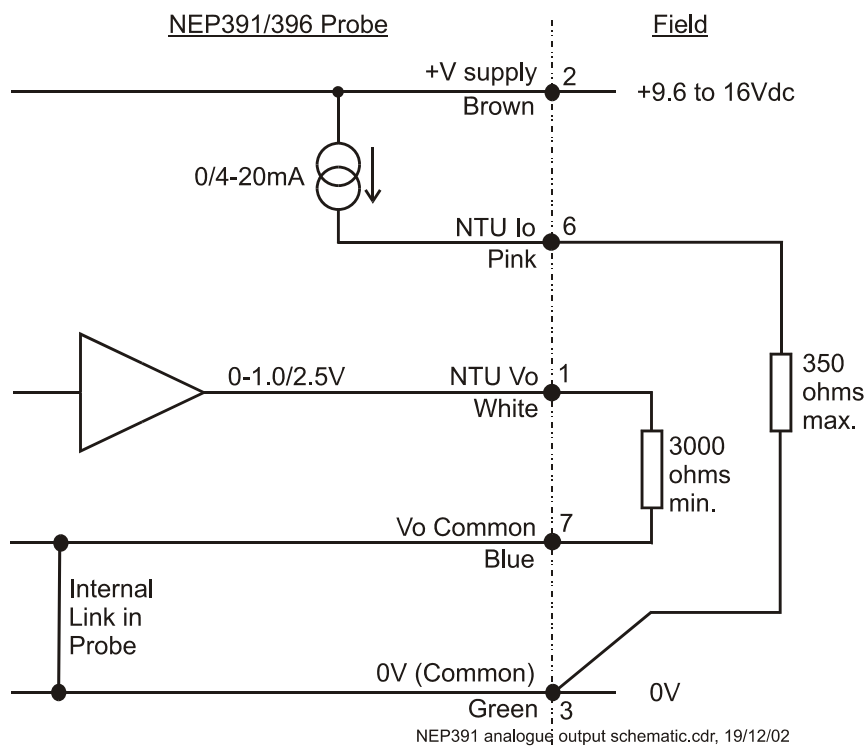 NEP391/396 Probe
Field
+V supply
2
Brown
+9.6 to 16Vdc
0/4-20mA
NTU Io
6
Pink
0-1.0/2.5V
NTU Vo
1
White
350
ohms
max.
3000
ohms
min.
Vo Common
7
Blue
Internal
Link in
Probe
0V (Common)
0V
Green
3
NEP391 analogue output schematic.cdr, 19/12/02